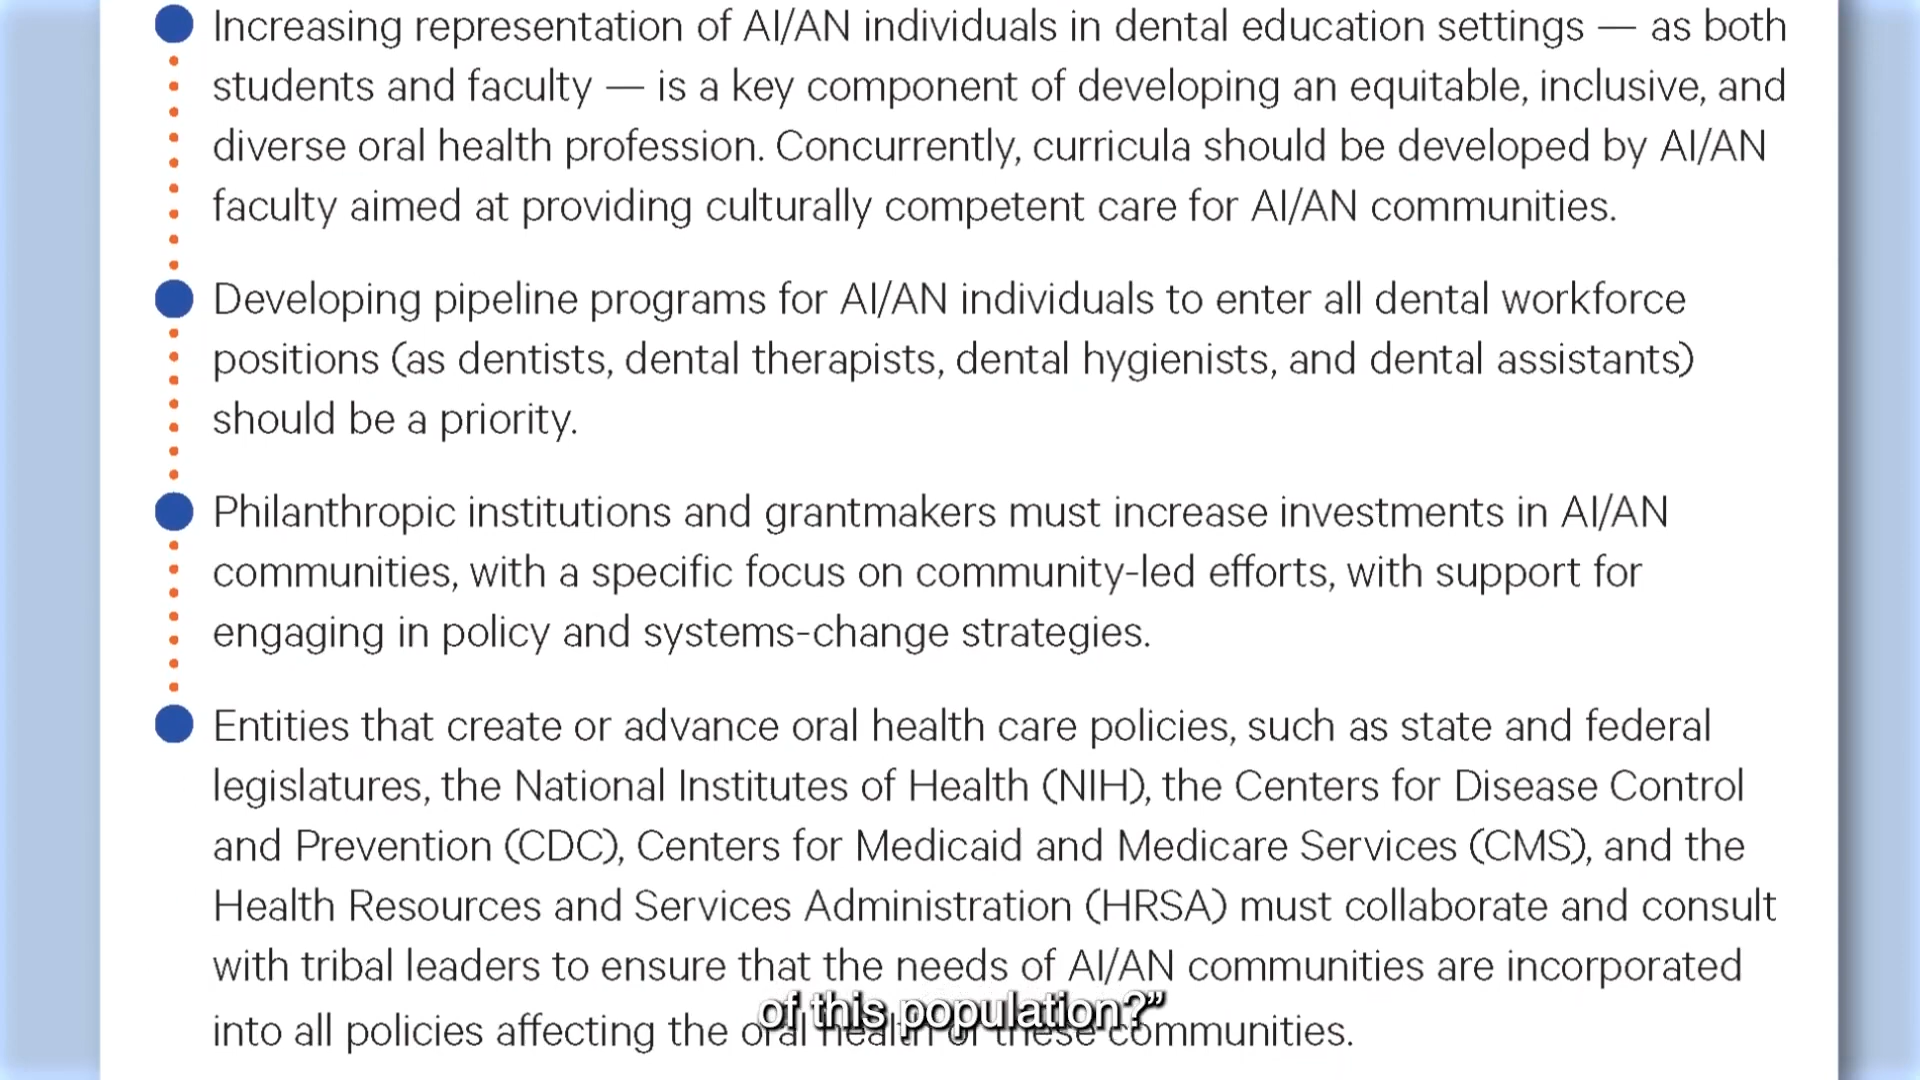 Increasing representation of AI/AN individuals in dental education settings — as both
students and faculty — is a key component of developing an equitable, inclusive, and
diverse oral health profession. Concurrently, curricula should be developed by AI/AN
faculty aimed at providing culturally competent care for AI/AN communities.
Developing pipeline programs for AI/AN individuals to enter all dental workforce
positions (as dentists, dental therapists, dental hygienists, and dental assistants)
should be a priority.
Philanthropic institutions and grantmakers must increase investments in AI/AN
communities, with a specific focus on community-led efforts, with support for
engaging in policy and systems-change strategies.
Entities that create or advance oral health care policies, such as state and federal
legislatures, the National Institutes of Health (NIH), the Centers for Disease Control
and Prevention (CDC), Centers for Medicaid and Medicare Services (CMS), and the
Health Resources and Services Administration (HRSA) must collaborate and consult
with tribal leaders to ensure that the needs of AI/AN communities are incorporated
into all policies affecting the oral health of these communities.
of this population?”